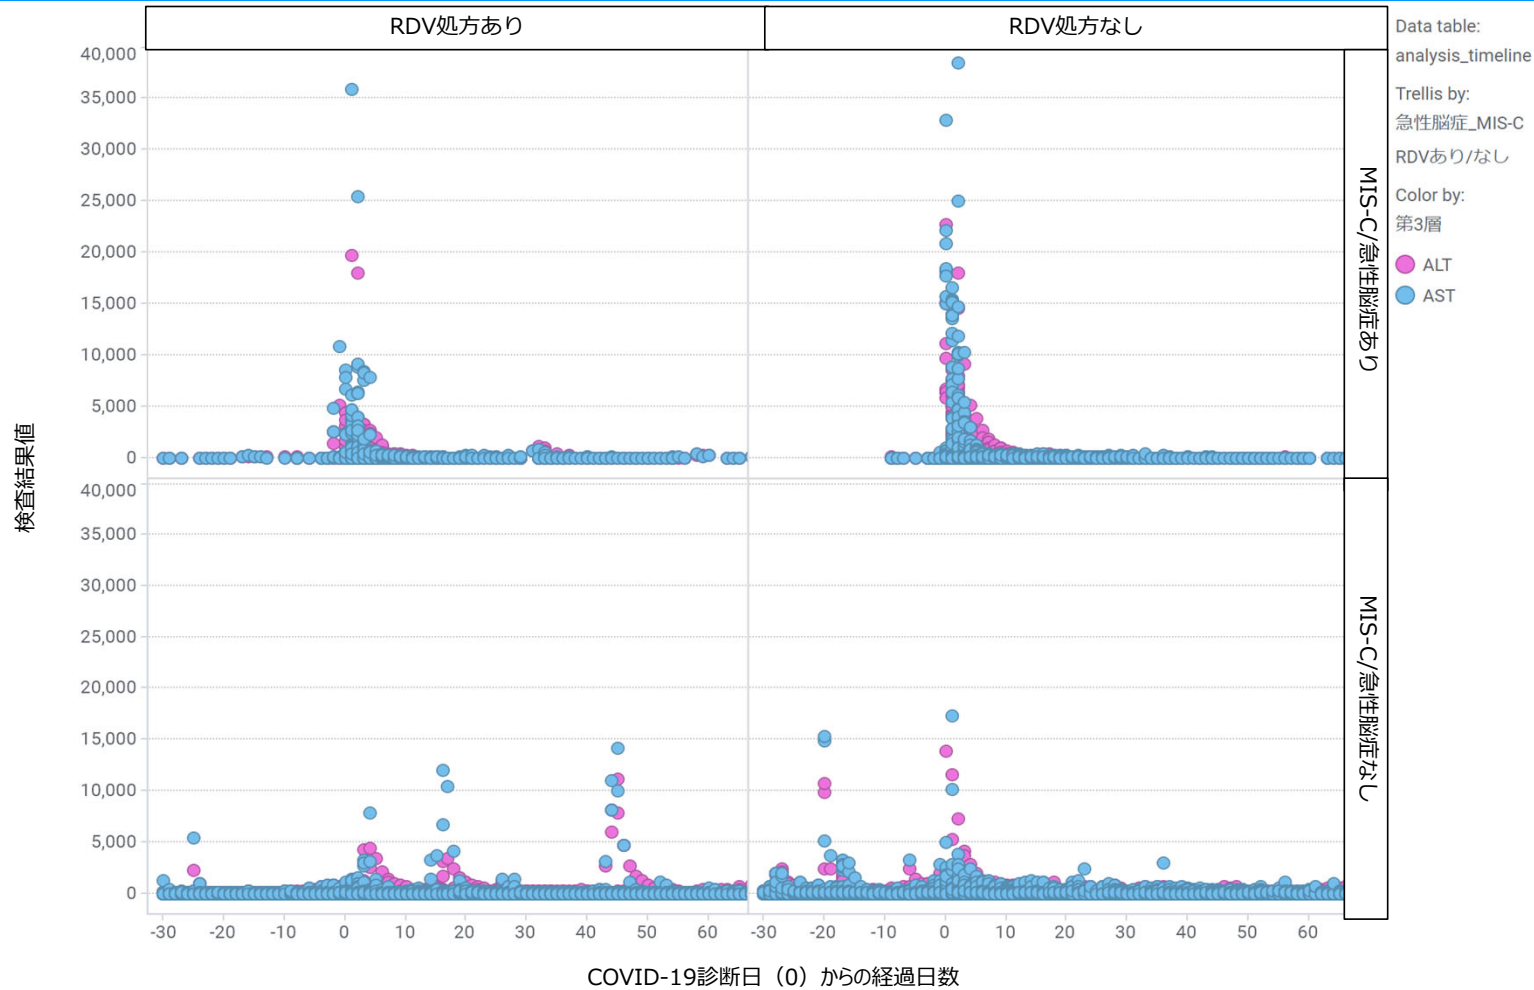 RDV処方あり
RDV処方なし
Data table:
analysis_timeline
Trellis by:
急性脳症_MIS-C
RDVあり/なし
Color by:
第3層
ALT
AST
検査結果値
40,000
35,000
30,000
25,000
20,000
15,000
10,000
5,000
0
MIS-C/急性脳症あり
40,000
35,000
30,000
25,000
20,000
15,000
10,000
5,000
0
MIS-C/急性脳症なし
-30 -20 -10 0 10 20 30 40 50 60 -30 -20 -10 0 10 20 30 40 50 60
COVID-19診断日（0）からの経過日数